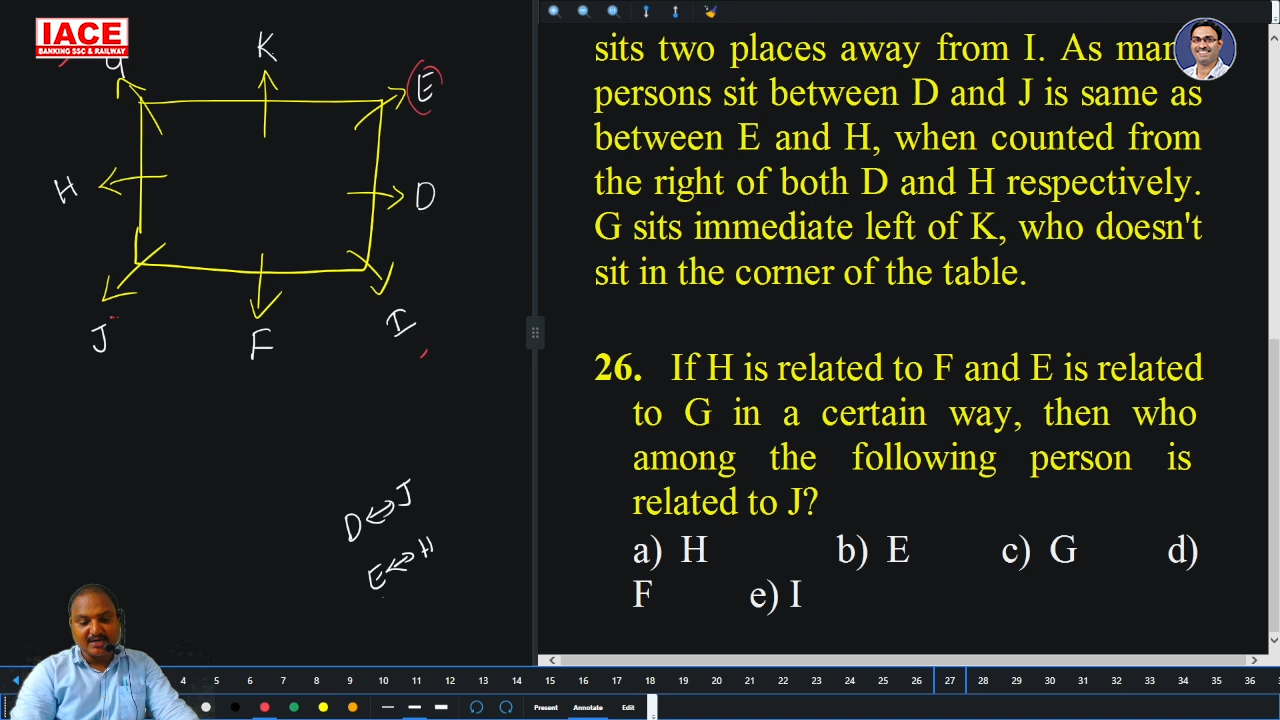 IACE
BANKING SSC & RAILWAY
G
K
E
H
D
J
F
I
D ↔ J
E ↔ H
sits two places away from I. As many
persons sit between D and J is same as
between E and H, when counted from
the right of both D and H respectively.
G sits immediate left of K, who doesn't
sit in the corner of the table.
26. If H is related to F and E is related
to G in a certain way, then who
among the following person is
related to J?
a) H b) E c) G d)
F e) I
4 5 6 7 8 9 10 11 12 13 14 15 16 17 18 19 20 21 22 23 24 25 26 27 28 29 30 31 32 33 34 35 36
Present Annotate Edit